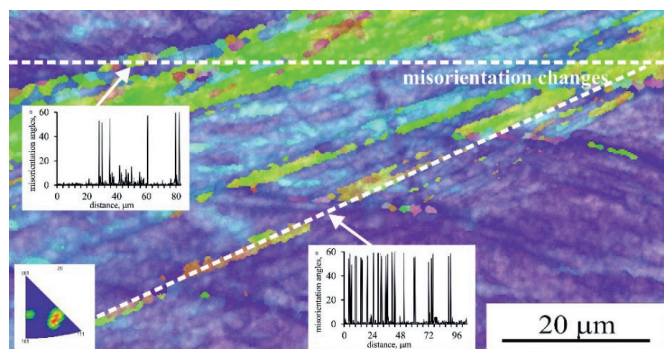 misorientation changes
misorientation angles,°
60
40
20
0
0 20 40 60 80
distance, μm
misorientation angles,°
60
40
20
0
0 24 48 72 96
distance, μm
20 μm